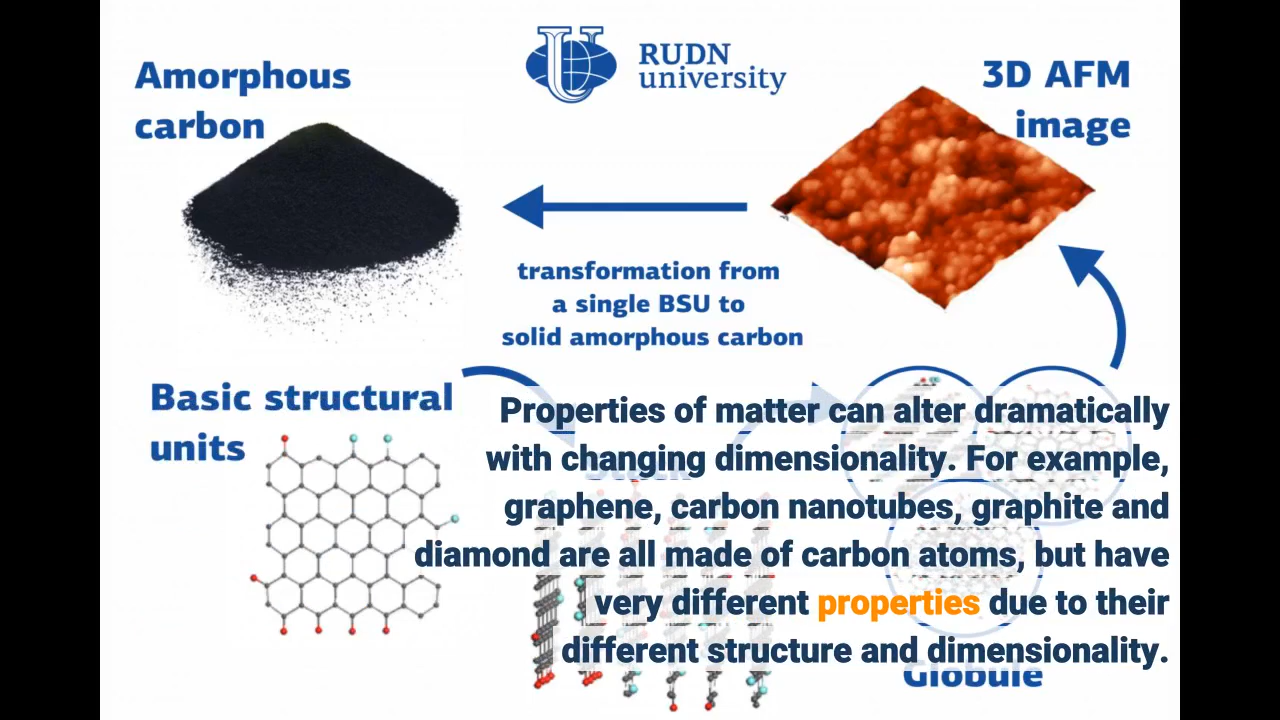 RUDN
university
Amorphous
carbon
3D AFM
image
transformation from
a single BSU to
solid amorphous carbon
Basic structural
units
Properties of matter can alter dramatically
with changing dimensionality. For example,
graphene, carbon nanotubes, graphite and
diamond are all made of carbon atoms, but have
very different properties due to their
different structure and dimensionality.
Globule